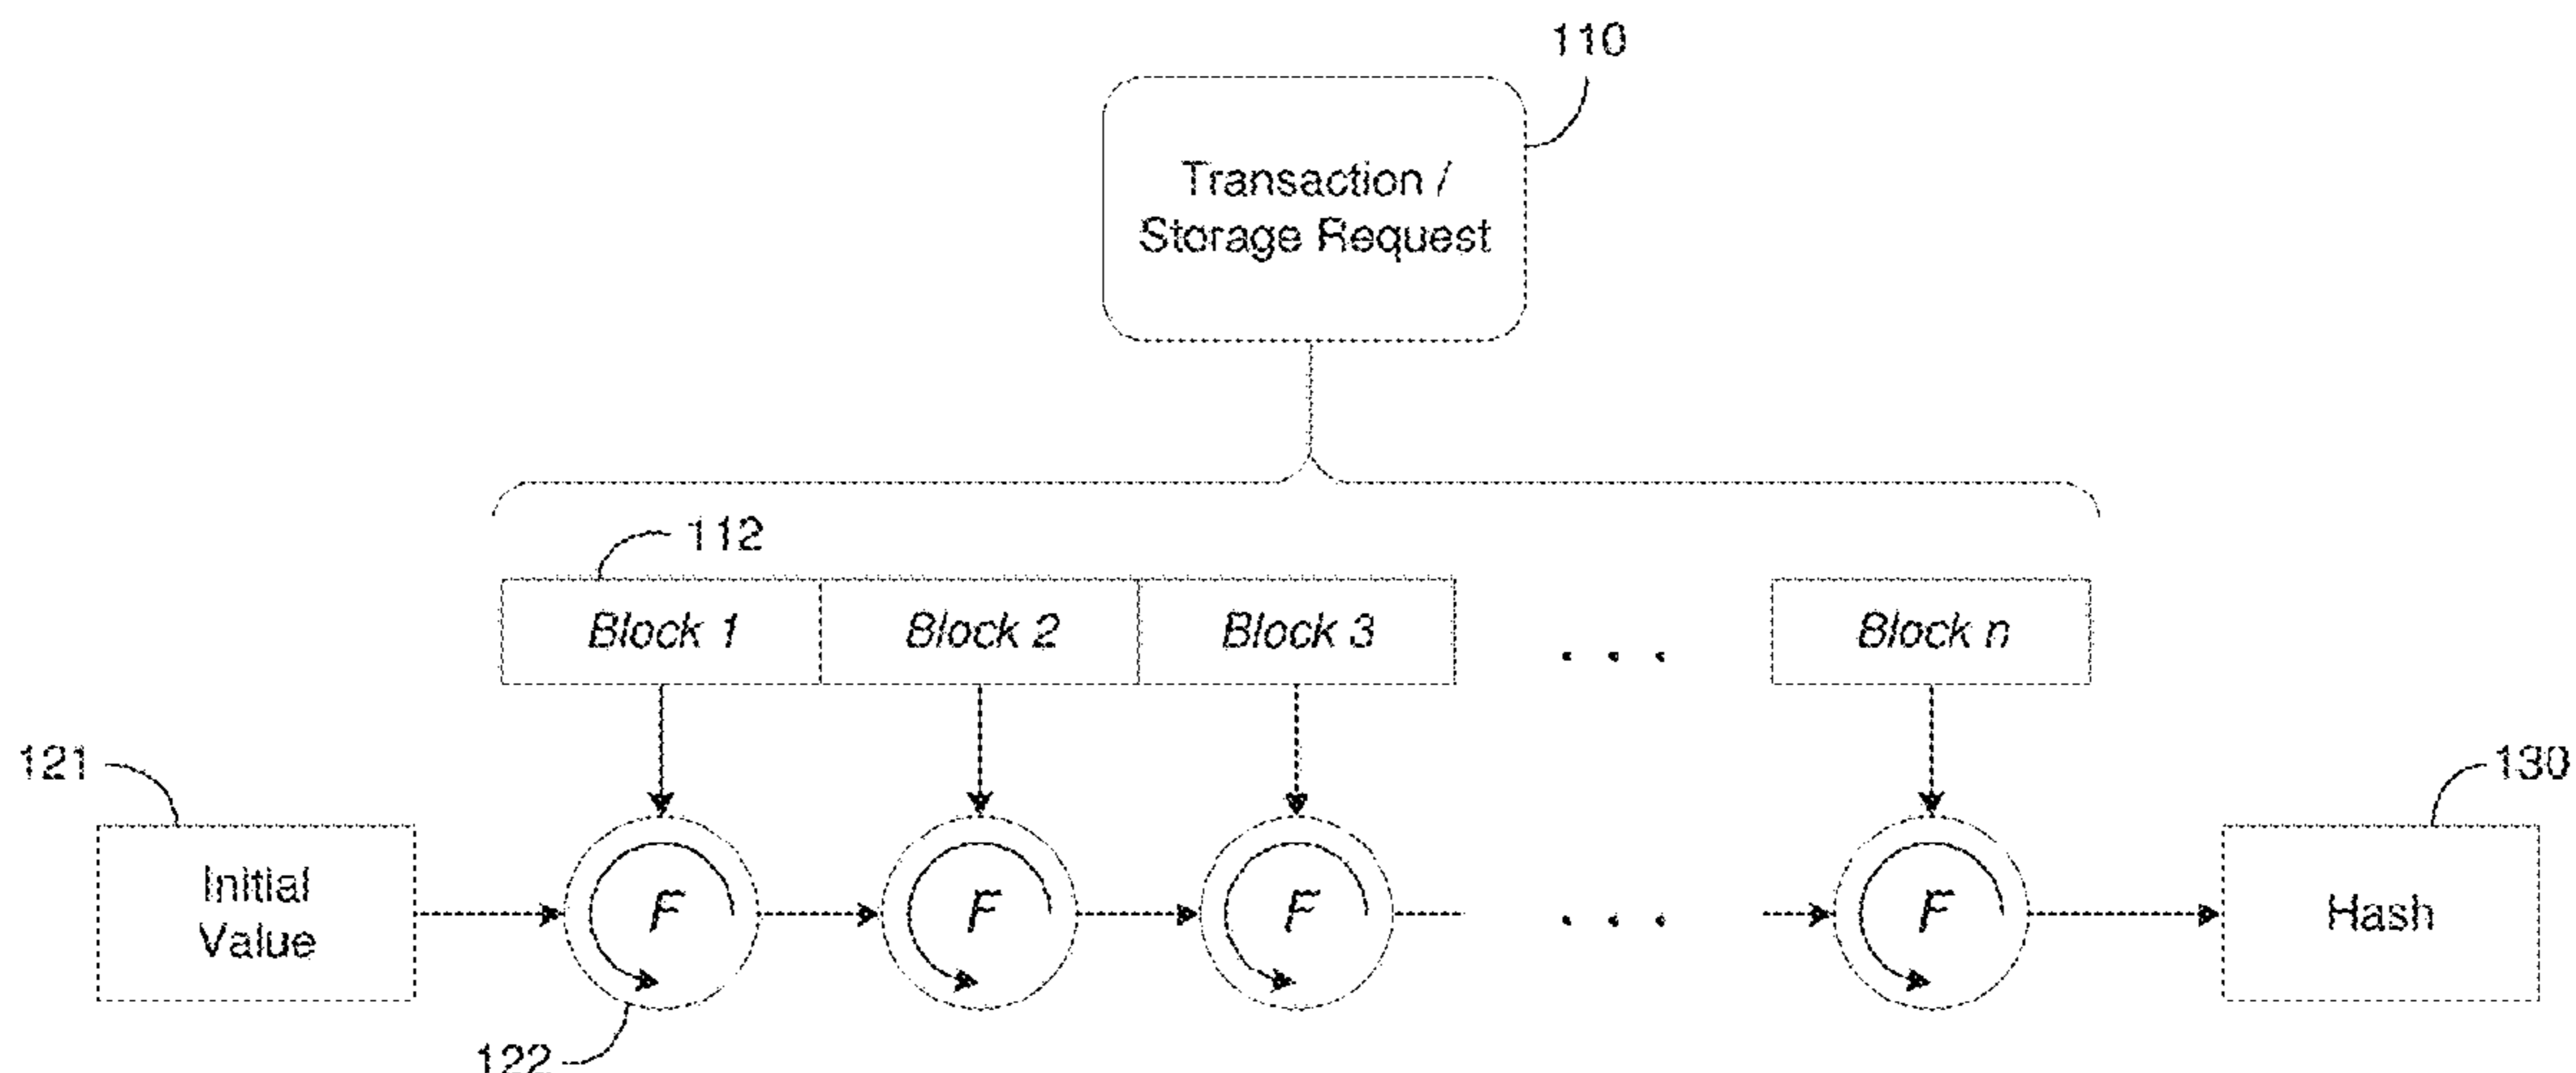 110
Transaction /
Storage Request
112
Block 1 Block 2 Block 3 . . . Block n
121
130
Initial
Value
F F F . . . F
Hash
122